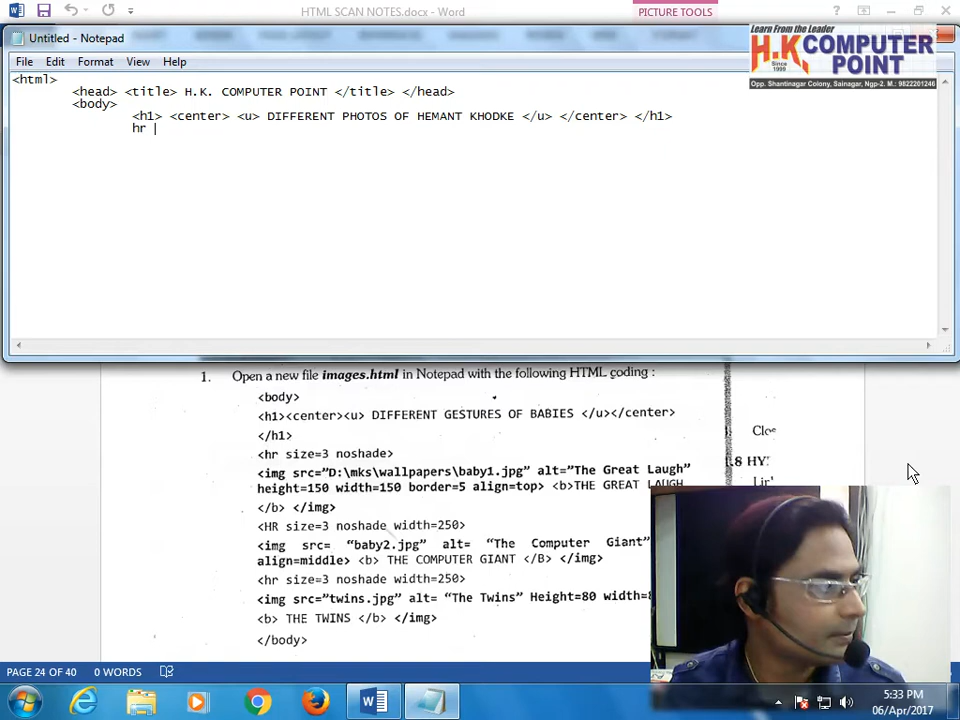 HTML SCAN NOTES.docx - Word
PICTURE TOOLS
?
Untitled - Notepad
Learn From the Leader
H.K COMPUTER POINT
Since 1999
Opp. Shantinagar Colony, Sainagar, Ngp-2. M.: 9822201246
File Edit Format View Help
<html>
<head> <title> H.K. COMPUTER POINT </title> </head>
<body>
<h1> <center> <u> DIFFERENT PHOTOS OF HEMANT KHODKE </u> </center> </h1>
hr
1. Open a new file images.html in Notepad with the following HTML coding :
<body>
<h1><center><u> DIFFERENT GESTURES OF BABIES </u></center>
</h1>
<hr size=3 noshade>
<img src="D:\mks\wallpapers\baby1.jpg" alt="The Great Laugh"
height=150 width=150 border=5 align=top> <b>THE GREAT LAUGH
</b> </img>
<HR size=3 noshade width=250>
<img src= "baby2.jpg" alt= "The Computer Giant"
align=middle> <b> THE COMPUTER GIANT </B> </img>
<hr size=3 noshade width=250>
<img src="twins.jpg" alt= "The Twins" Height=80 width=
<b> THE TWINS </b> </img>
</body>
.8 HY
PAGE 24 OF 40 0 WORDS
5:33 PM
06/Apr/2017